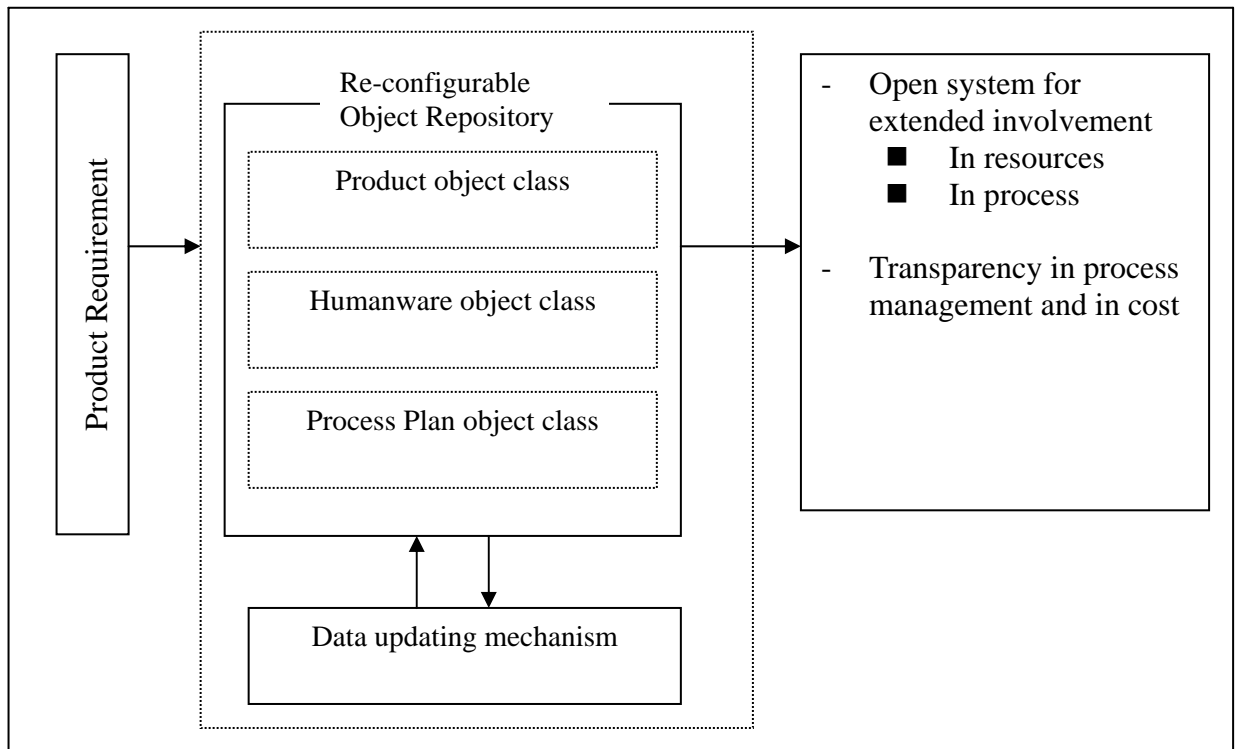 Product Requirement
Re-configurable
Object Repository
Product object class
Humanware object class
Process Plan object class
Data updating mechanism
- Open system for
extended involvement
■ In resources
■ In process
- Transparency in process
management and in cost